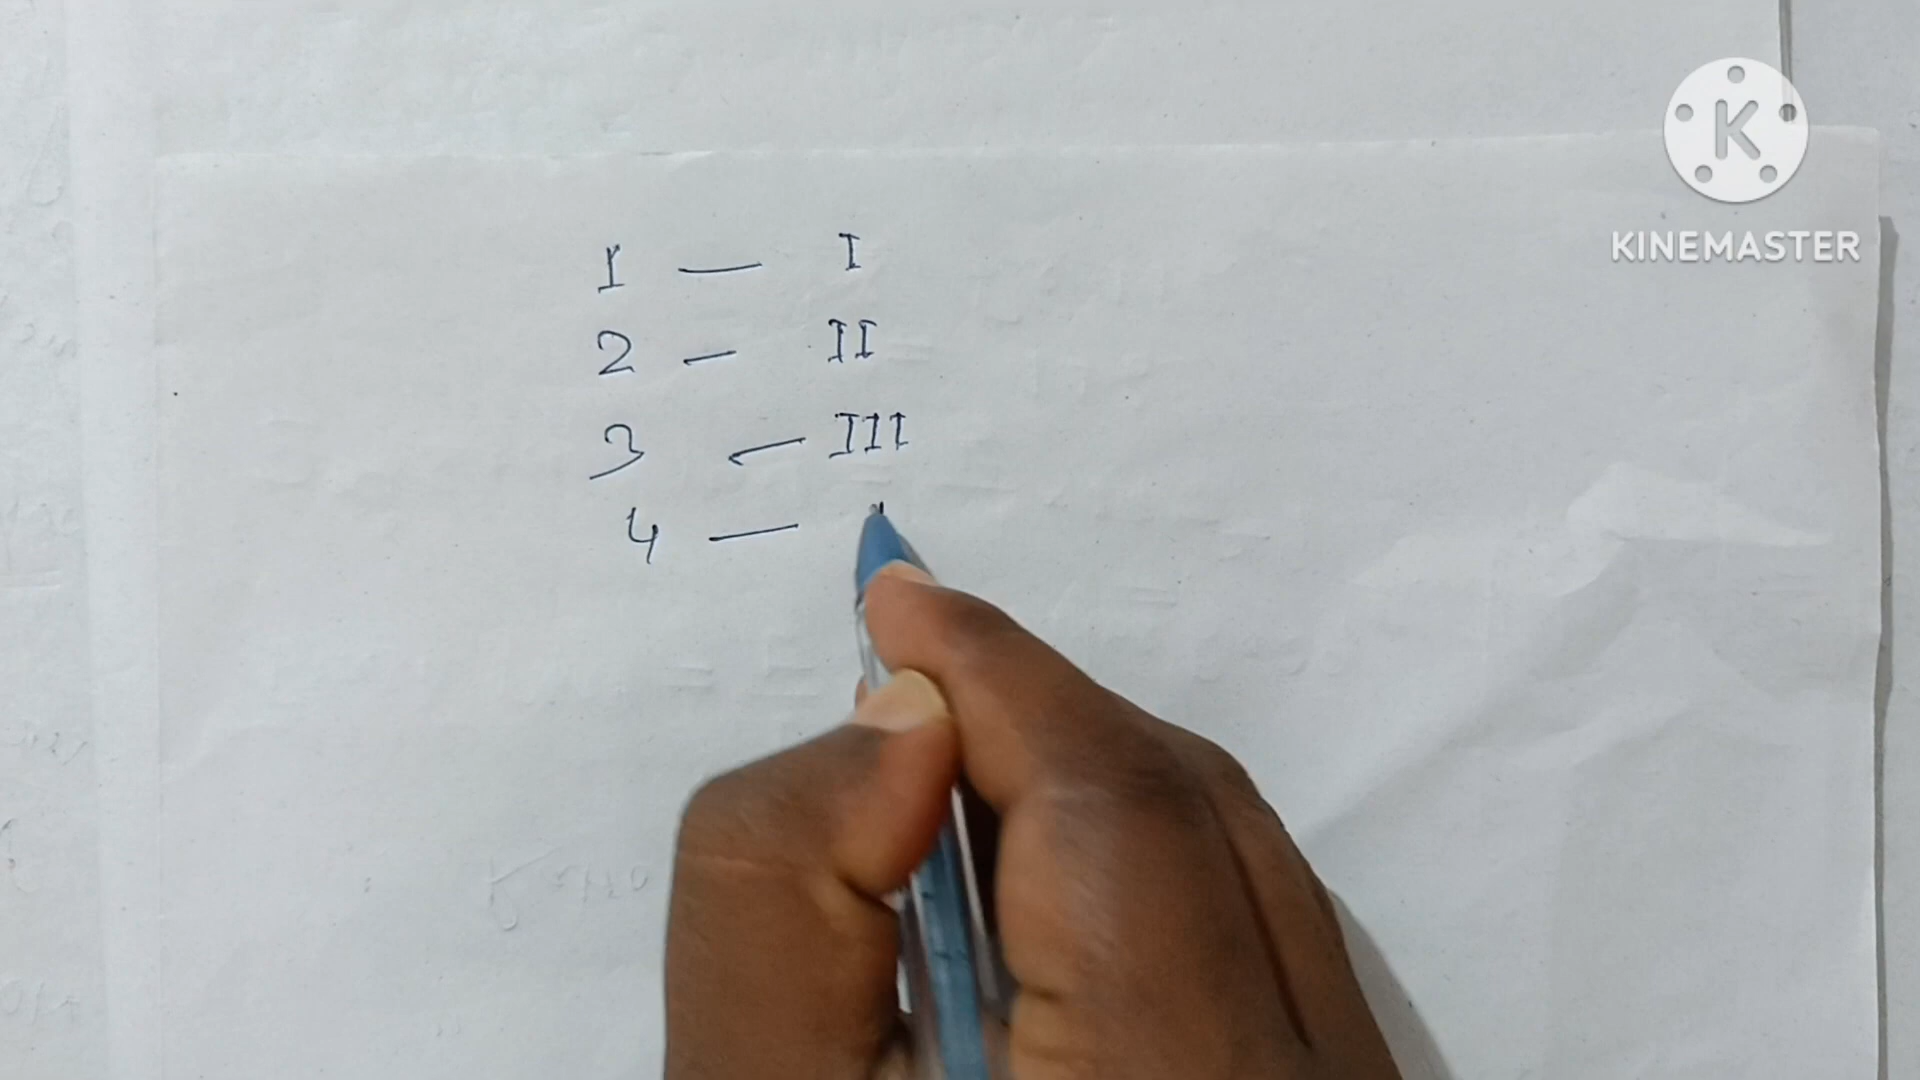 1 — I
2 — II
3 — III
4 —
K
KINEMASTER